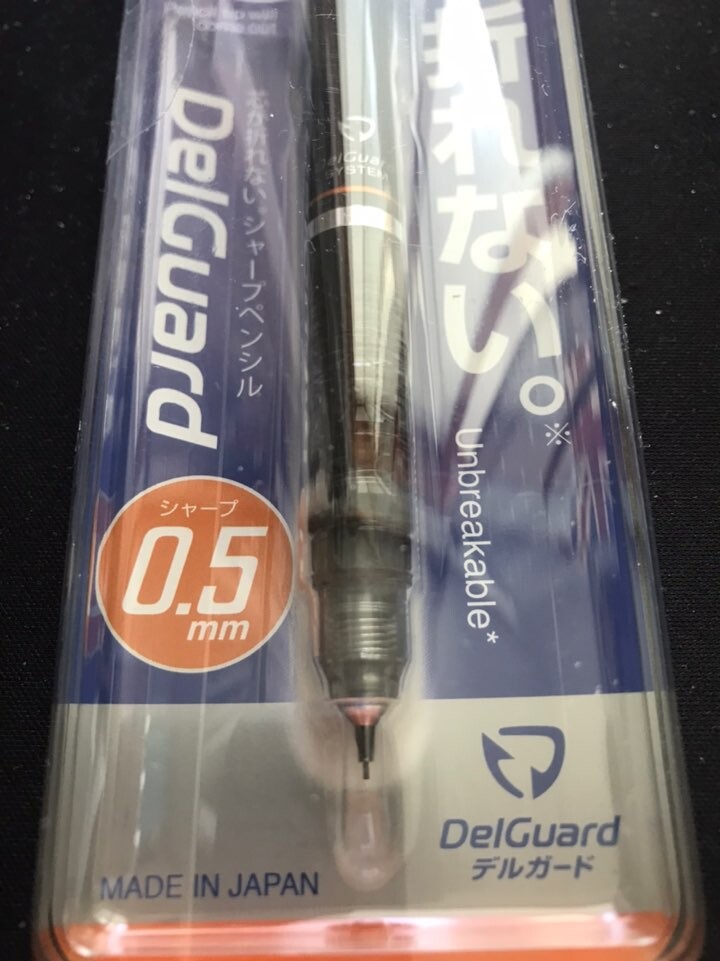 DelGuard
芯が折れない。シャープペンシル
DelGuard
SYSTEM
折れない。※
Unbreakable*
シャープ
0.5
mm
DelGuard
デルガード
MADE IN JAPAN